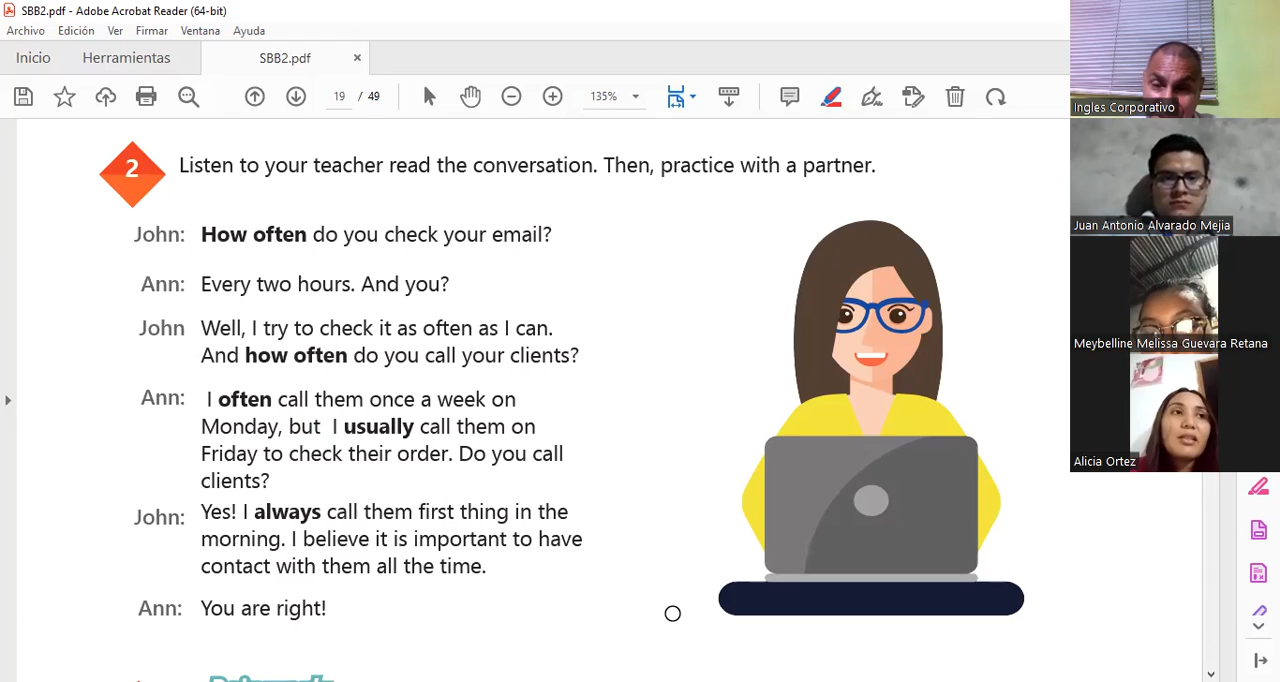 SBB2.pdf - Adobe Acrobat Reader (64-bit)
Archivo Edición Ver Firmar Ventana Ayuda
Inicio Herramientas SBB2.pdf ×
19 / 49 135%
Ingles Corporativo
Juan Antonio Alvarado Mejia
Meybelline Melissa Guevara Retana
Alicia Ortez
2 Listen to your teacher read the conversation. Then, practice with a partner.
John: How often do you check your email?
Ann: Every two hours. And you?
John Well, I try to check it as often as I can.
And how often do you call your clients?
Ann: I often call them once a week on
Monday, but I usually call them on
Friday to check their order. Do you call
clients?
John: Yes! I always call them first thing in the
morning. I believe it is important to have
contact with them all the time.
Ann: You are right!